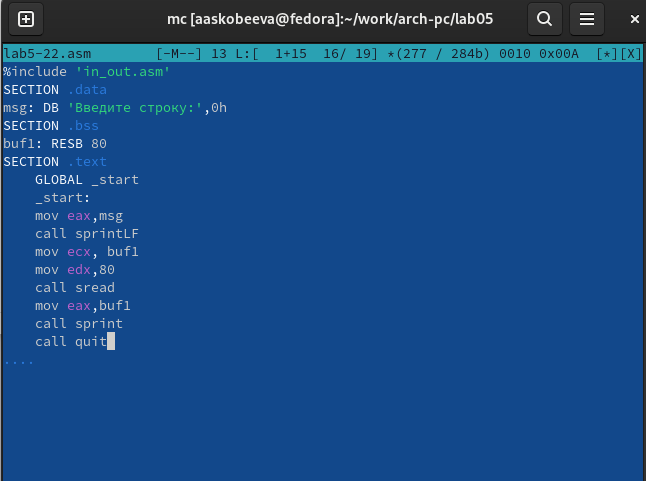 mc [aaskobeeva@fedora]:~/work/arch-pc/lab05
lab5-22.asm [-M--] 13 L:[ 1+15 16/ 19] *(277 / 284b) 0010 0x00A [*][X]
%include 'in_out.asm'
SECTION .data
msg: DB 'Введите строку:',0h
SECTION .bss
buf1: RESB 80
SECTION .text
GLOBAL _start
_start:
mov eax,msg
call sprintLF
mov ecx, buf1
mov edx,80
call sread
mov eax,buf1
call sprint
call quit
....